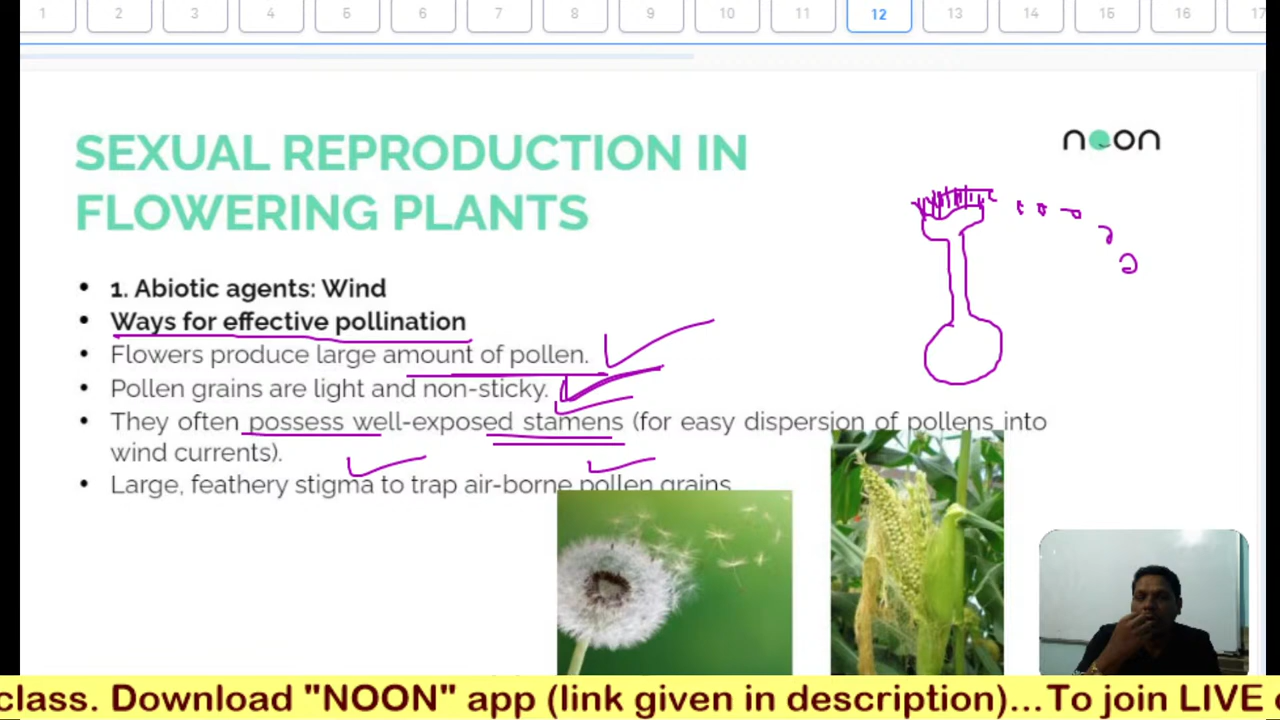 1 2 3 4 5 6 7 8 9 10 11 12 13 14 15 16 17
SEXUAL REPRODUCTION IN
FLOWERING PLANTS
noon
• 1. Abiotic agents: Wind
• Ways for effective pollination
• Flowers produce large amount of pollen.
• Pollen grains are light and non-sticky.
• They often possess well-exposed stamens (for easy dispersion of pollens into
wind currents).
• Large, feathery stigma to trap air-borne pollen grains
class. Download "NOON" app (link given in description)...To join LIVE